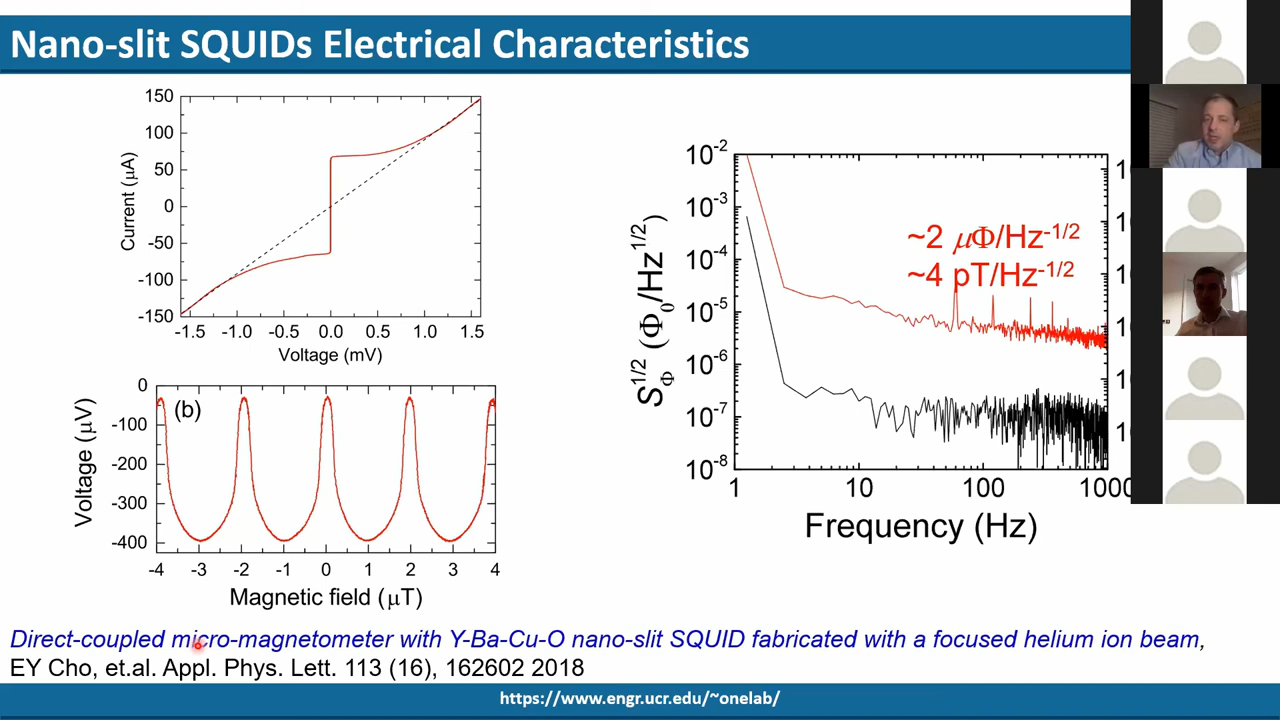 Nano-slit SQUIDs Electrical Characteristics
150
100
50
0
-50
-100
-150
Current (μA)
-1.5 -1.0 -0.5 0.0 0.5 1.0 1.5
Voltage (mV)
0
-100
-200
-300
-400
Voltage (μV)
(b)
-4 -3 -2 -1 0 1 2 3 4
Magnetic field (μT)
10-2
10-3
10-4
10-5
10-6
10-7
10-8
SΦ1/2 (Φ0/Hz1/2)
~2 μΦ/Hz-1/2
~4 pT/Hz-1/2
1 10 100 1000
Frequency (Hz)
Direct-coupled micro-magnetometer with Y-Ba-Cu-O nano-slit SQUID fabricated with a focused helium ion beam,
EY Cho, et.al. Appl. Phys. Lett. 113 (16), 162602 2018
https://www.engr.ucr.edu/~onelab/